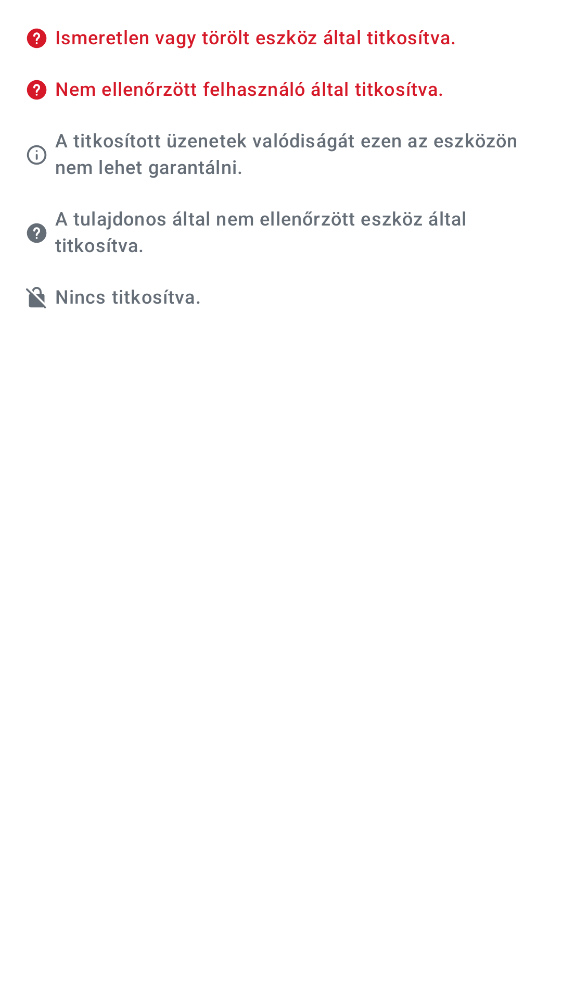 Ismeretlen vagy törölt eszköz által titkosítva.
Nem ellenőrzött felhasználó által titkosítva.
A titkosított üzenetek valódiságát ezen az eszközön
nem lehet garantálni.
A tulajdonos által nem ellenőrzött eszköz által
titkosítva.
Nincs titkosítva.